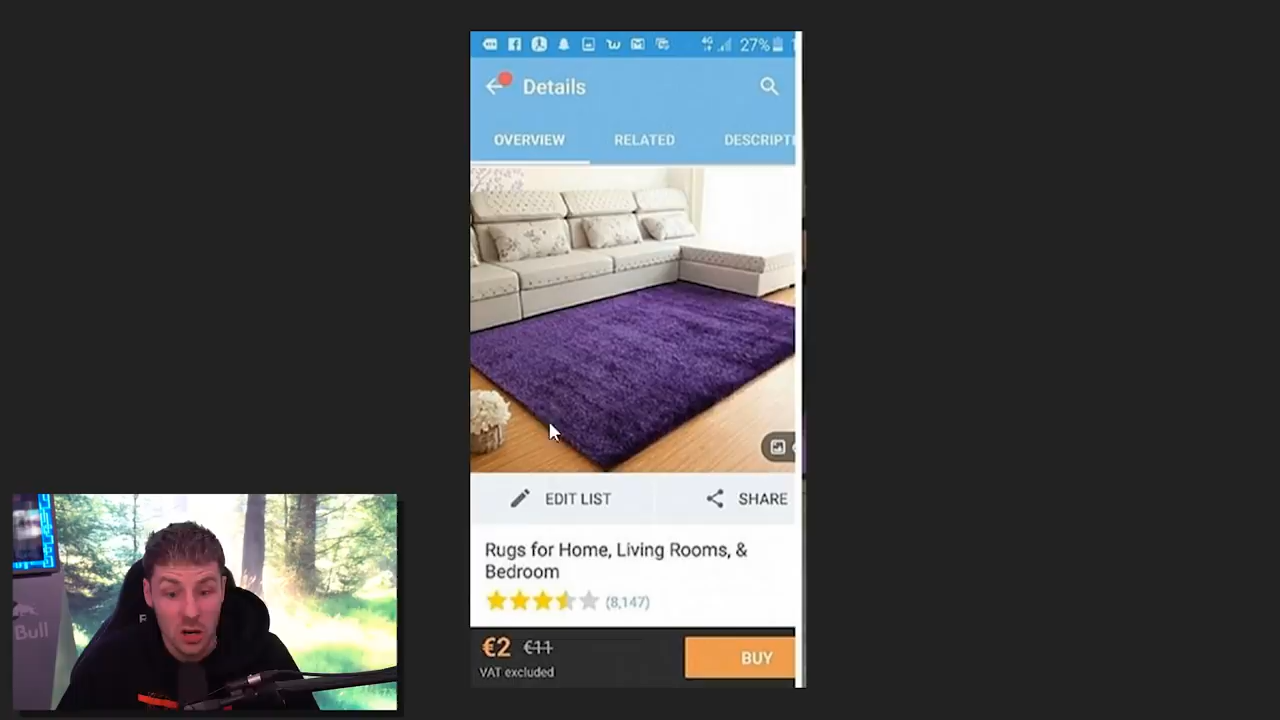 27%
Details
OVERVIEW RELATED
EDIT LIST SHARE
Rugs for Home, Living Rooms, &
Bedroom
(8,147)
€2 €11 BUY
VAT excluded
Bull